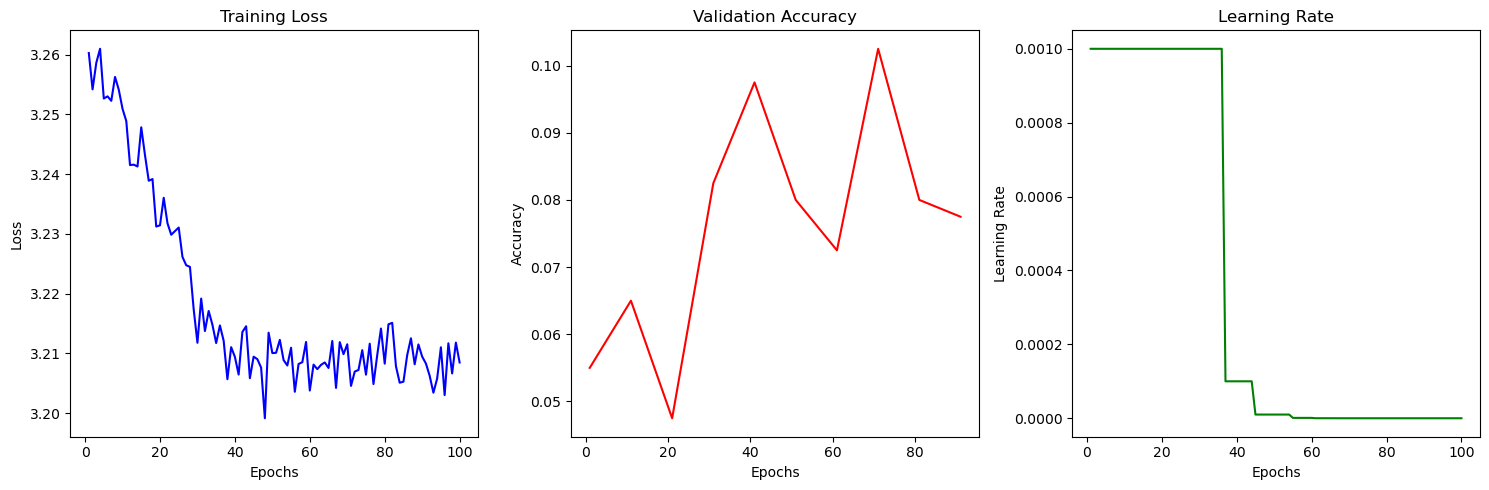 Training Loss
Loss
3.26
3.25
3.24
3.23
3.22
3.21
3.20
0 20 40 60 80 100
Epochs
Validation Accuracy
Accuracy
0.10
0.09
0.08
0.07
0.06
0.05
0 20 40 60 80
Epochs
Learning Rate
Learning Rate
0.0010
0.0008
0.0006
0.0004
0.0002
0.0000
0 20 40 60 80 100
Epochs